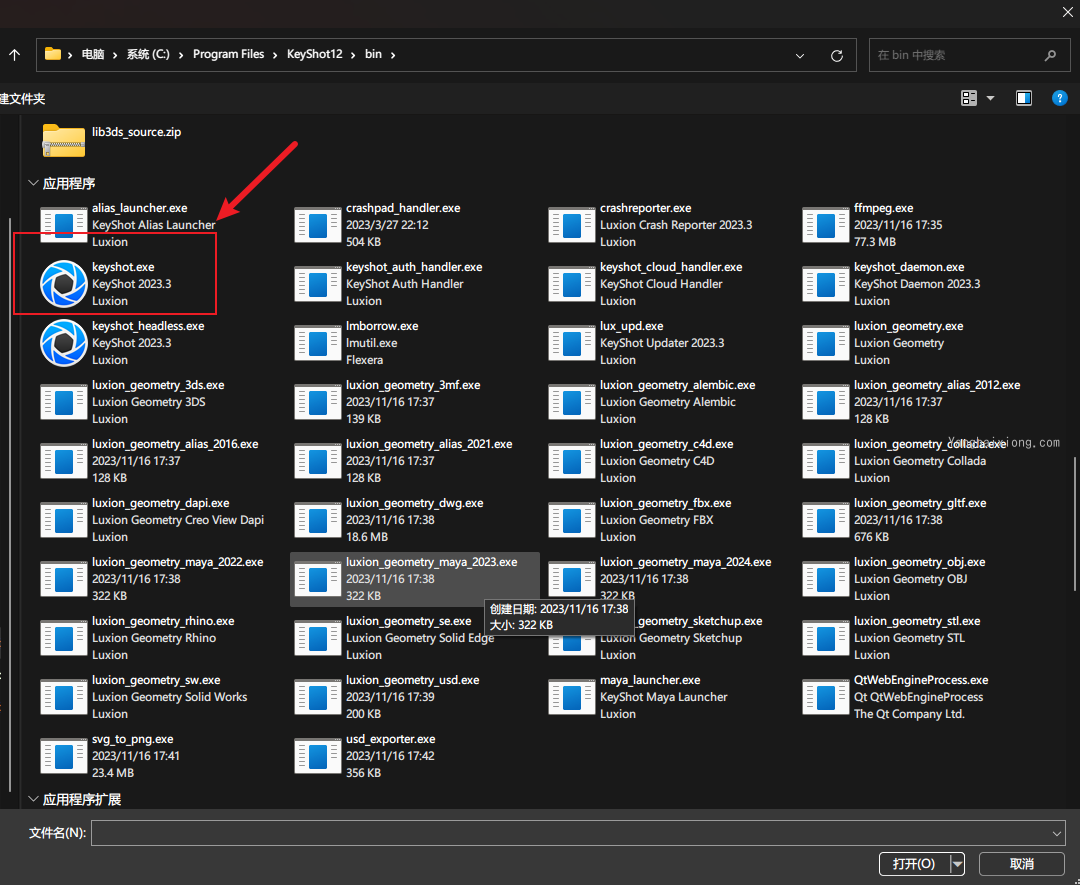 电脑 › 系统 (C:) › Program Files › KeyShot12 › bin ›
在 bin 中搜索
建文件夹
lib3ds_source.zip
应用程序
alias_launcher.exe
KeyShot Alias Launcher
Luxion
crashpad_handler.exe
2023/3/27 22:12
504 KB
crashreporter.exe
Luxion Crash Reporter 2023.3
Luxion
ffmpeg.exe
2023/11/16 17:35
77.3 MB
keyshot.exe
KeyShot 2023.3
Luxion
keyshot_auth_handler.exe
KeyShot Auth Handler
Luxion
keyshot_cloud_handler.exe
KeyShot Cloud Handler
Luxion
keyshot_daemon.exe
KeyShot Daemon 2023.3
Luxion
keyshot_headless.exe
KeyShot 2023.3
Luxion
lmborrow.exe
lmutil.exe
Flexera
lux_upd.exe
KeyShot Updater 2023.3
Luxion
luxion_geometry.exe
Luxion Geometry
Luxion
luxion_geometry_3ds.exe
Luxion Geometry 3DS
Luxion
luxion_geometry_3mf.exe
2023/11/16 17:37
139 KB
luxion_geometry_alembic.exe
Luxion Geometry Alembic
Luxion
luxion_geometry_alias_2012.exe
2023/11/16 17:37
128 KB
luxion_geometry_alias_2016.exe
2023/11/16 17:37
128 KB
luxion_geometry_alias_2021.exe
2023/11/16 17:37
128 KB
luxion_geometry_c4d.exe
Luxion Geometry C4D
Luxion
luxion_geometry_collada.exe
Luxion Geometry Collada
Luxion
luxion_geometry_dapi.exe
Luxion Geometry Creo View Dapi
Luxion
luxion_geometry_dwg.exe
2023/11/16 17:38
18.6 MB
luxion_geometry_fbx.exe
Luxion Geometry FBX
Luxion
luxion_geometry_gltf.exe
2023/11/16 17:38
676 KB
luxion_geometry_maya_2022.exe
2023/11/16 17:38
322 KB
luxion_geometry_maya_2023.exe
2023/11/16 17:38
322 KB
luxion_geometry_maya_2024.exe
2023/11/16 17:38
322 KB
luxion_geometry_obj.exe
Luxion Geometry OBJ
Luxion
创建日期: 2023/11/16 17:38
大小: 322 KB
luxion_geometry_rhino.exe
Luxion Geometry Rhino
Luxion
luxion_geometry_se.exe
Luxion Geometry Solid Edge
Luxion
_geometry_sketchup.exe
Luxion Geometry Sketchup
Luxion
luxion_geometry_stl.exe
Luxion Geometry STL
Luxion
luxion_geometry_sw.exe
Luxion Geometry Solid Works
Luxion
luxion_geometry_usd.exe
2023/11/16 17:39
200 KB
maya_launcher.exe
KeyShot Maya Launcher
Luxion
QtWebEngineProcess.exe
Qt QtWebEngineProcess
The Qt Company Ltd.
svg_to_png.exe
2023/11/16 17:41
23.4 MB
usd_exporter.exe
2023/11/16 17:42
356 KB
应用程序扩展
文件名(N):
打开(O)
取消